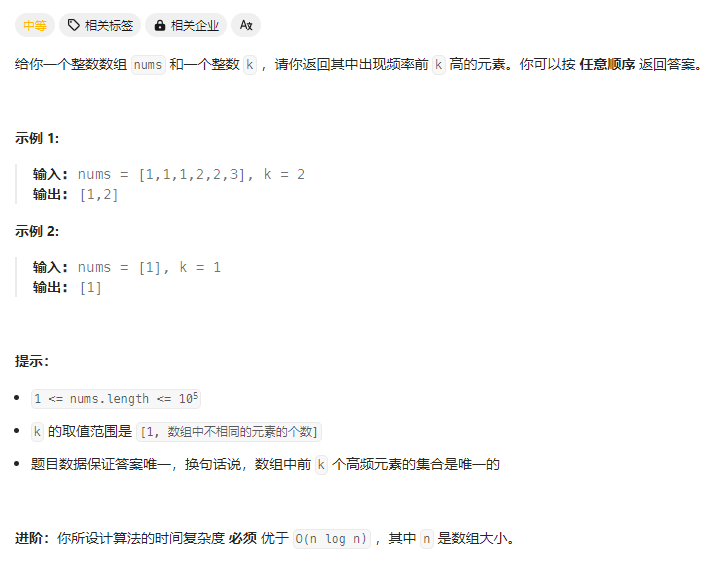 中等 相关标签 相关企业 Ax
给你一个整数数组 nums 和一个整数 k ，请你返回其中出现频率前 k 高的元素。你可以按 任意顺序 返回答案。
示例 1:
输入: nums = [1,1,1,2,2,3], k = 2
输出: [1,2]
示例 2:
输入: nums = [1], k = 1
输出: [1]
提示：
1 <= nums.length <= 10⁵
k 的取值范围是 [1, 数组中不相同的元素的个数]
题目数据保证答案唯一，换句话说，数组中前 k 个高频元素的集合是唯一的
进阶：你所设计算法的时间复杂度 必须 优于 O(n log n) ，其中 n 是数组大小。